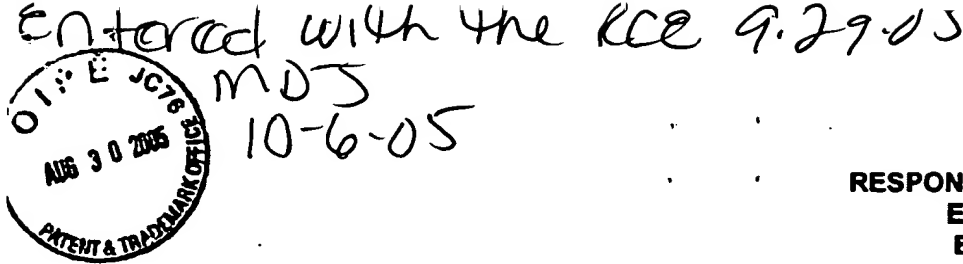 Entered with the RCE 9.29.05
MDJ
10-6-05
OIPE JC76
AUG 30 2005
PATENT & TRADEMARK OFFICE
RESPON
E
E